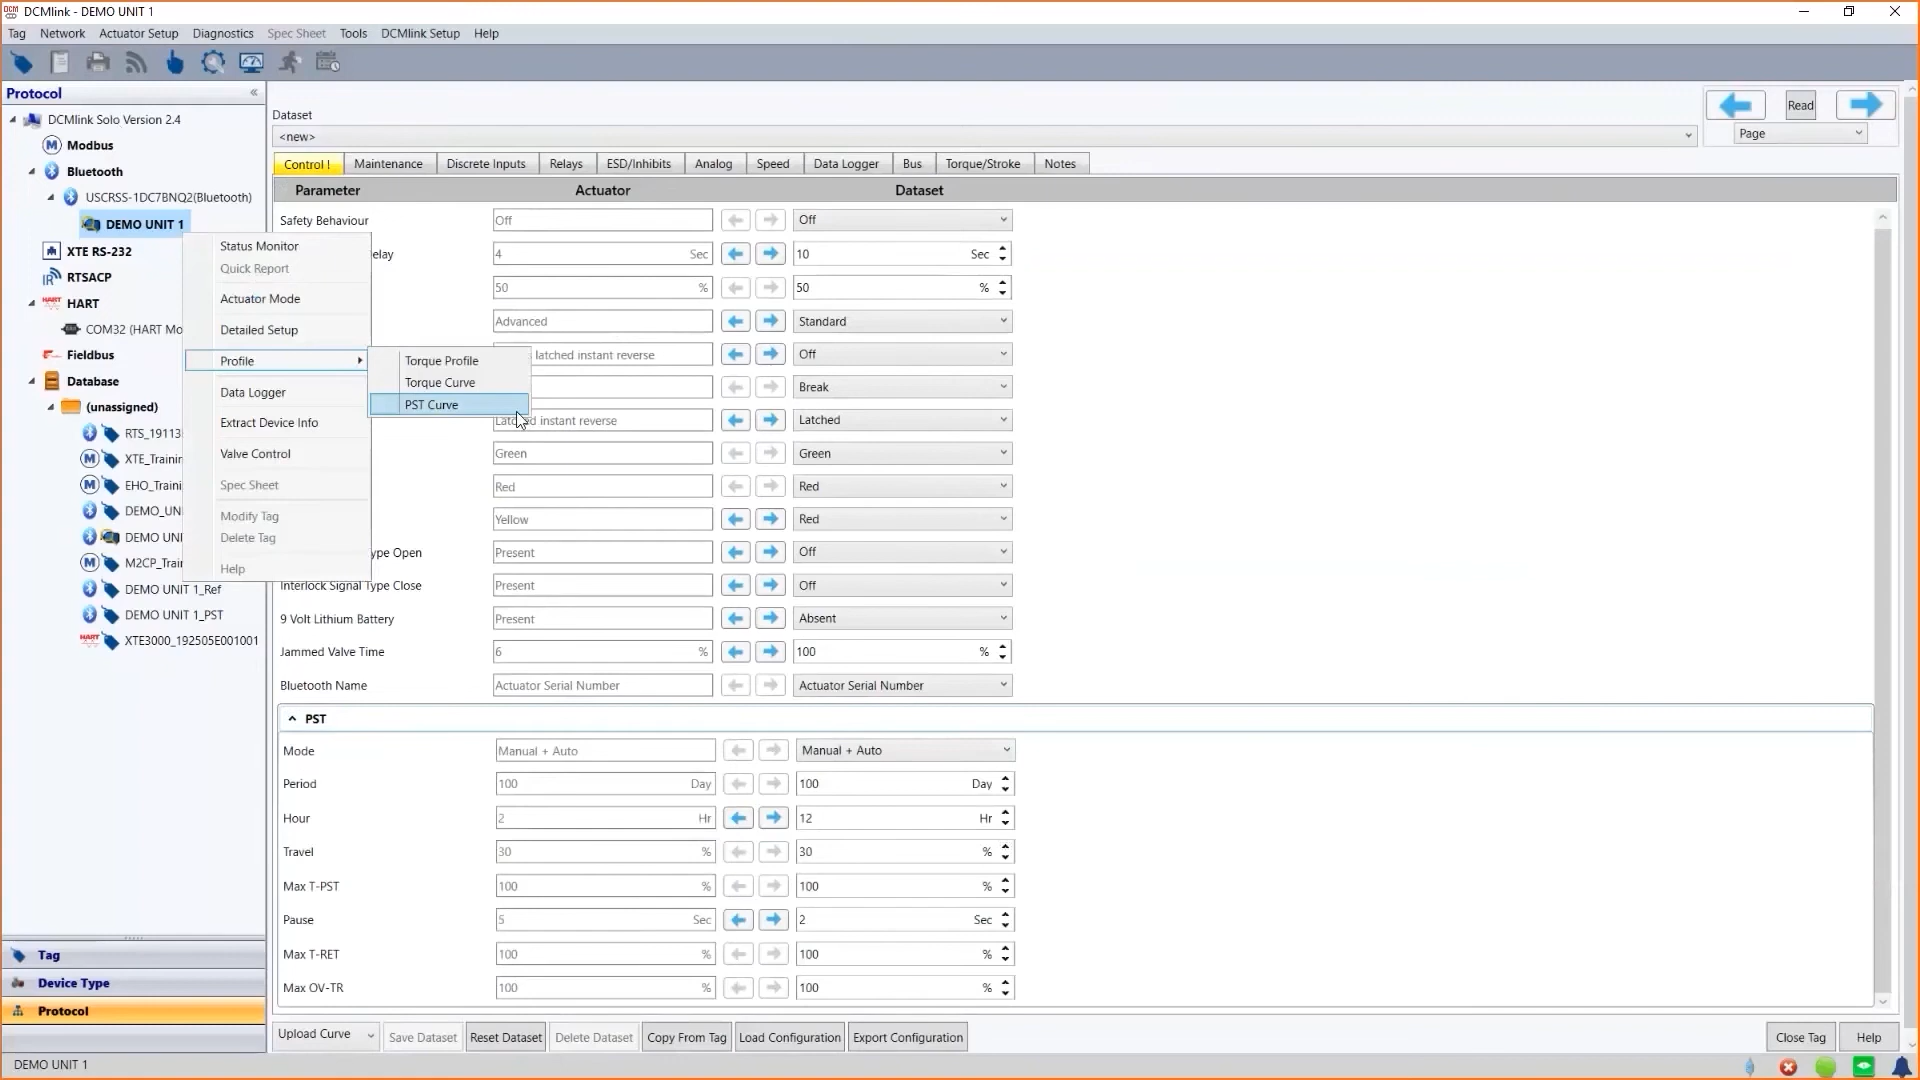 DCMlink - DEMO UNIT 1
Tag Network Actuator Setup Diagnostics Spec Sheet Tools DCMlink Setup Help
Protocol
DCMlink Solo Version 2.4
Modbus
Bluetooth
USCRSS-1DC7BNQ2(Bluetooth)
DEMO UNIT 1
XTE RS-232
RTSACP
HART
COM32 (HART Mo
Fieldbus
Database
(unassigned)
RTS_19113
XTE_Trainin
EHO_Traini
DEMO_UNI
DEMO UNI
M2CP_Trai
DEMO UNIT 1_Ref
DEMO UNIT 1_PST
XTE3000_192505E001001
Tag
Device Type
Protocol
Status Monitor
Quick Report
Actuator Mode
Detailed Setup
Profile
Data Logger
Extract Device Info
Valve Control
Spec Sheet
Modify Tag
Delete Tag
Help
Torque Profile
Torque Curve
PST Curve
Dataset
<new>
Read
Page
Control ! Maintenance Discrete Inputs Relays ESD/Inhibits Analog Speed Data Logger Bus Torque/Stroke Notes
Parameter Actuator Dataset
Safety Behaviour Off Off
elay 4 Sec 10 Sec
50 % 50 %
Advanced Standard
latched instant reverse Off
Break
instant reverse Latched
Green Green
Red Red
Yellow Red
ype Open Present Off
Interlock Signal Type Close Present Off
9 Volt Lithium Battery Present Absent
Jammed Valve Time 6 % 100 %
Bluetooth Name Actuator Serial Number Actuator Serial Number
PST
Mode Manual + Auto Manual + Auto
Period 100 Day 100 Day
Hour 2 Hr 12 Hr
Travel 30 % 30 %
Max T-PST 100 % 100 %
Pause 5 Sec 2 Sec
Max T-RET 100 % 100 %
Max OV-TR 100 % 100 %
Upload Curve Save Dataset Reset Dataset Delete Dataset Copy From Tag Load Configuration Export Configuration Close Tag Help
DEMO UNIT 1